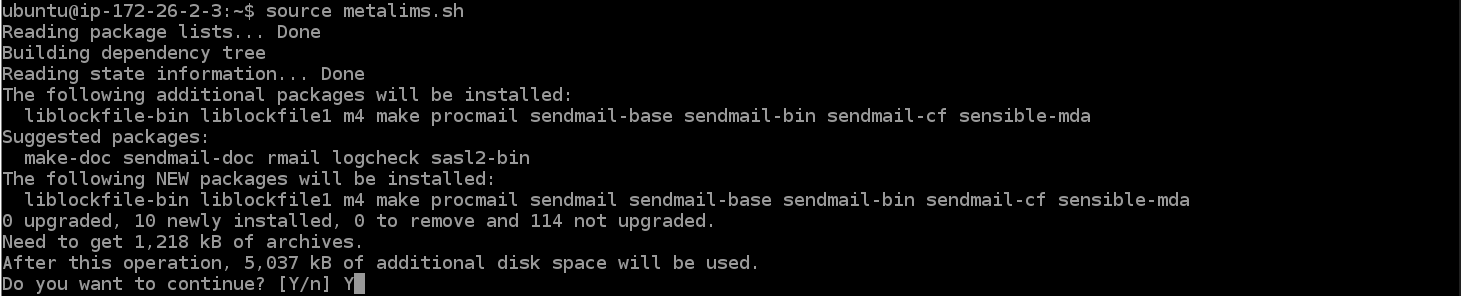 ubuntu@ip-172-26-2-3:~$ source metalims.sh
Reading package lists... Done
Building dependency tree
Reading state information... Done
The following additional packages will be installed:
  liblockfile-bin liblockfile1 m4 make procmail sendmail-base sendmail-bin sendmail-cf sensible-mda
Suggested packages:
  make-doc sendmail-doc rmail logcheck sasl2-bin
The following NEW packages will be installed:
  liblockfile-bin liblockfile1 m4 make procmail sendmail sendmail-base sendmail-bin sendmail-cf sensible-mda
0 upgraded, 10 newly installed, 0 to remove and 114 not upgraded.
Need to get 1,218 kB of archives.
After this operation, 5,037 kB of additional disk space will be used.
Do you want to continue? [Y/n] Y